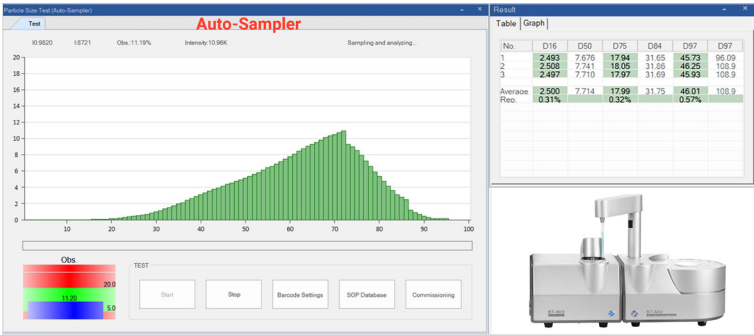 Particle Size Test (Auto-Sampler)
Test
Auto-Sampler
I0:9820 I:8721 Obs.:11.19% Intensity:10.96K Sampling and analyzing...
20
18
16
14
12
10
8
6
4
2
0
10 20 30 40 50 60 70 80 90 100
Obs.
20.0
11.20
5.0
TEST
Start Stop Barcode Settings SOP Database Commissioning
Result
Table Graph
No. D16 D50 D75 D84 D97 D97
1 2.493 7.676 17.94 31.65 45.73 96.09
2 2.508 7.741 18.05 31.86 46.25 108.9
3 2.497 7.710 17.97 31.69 45.93 108.9
Average 2.500 7.714 17.99 31.75 46.01 108.9
Rep. 0.31% 0.32% 0.57%